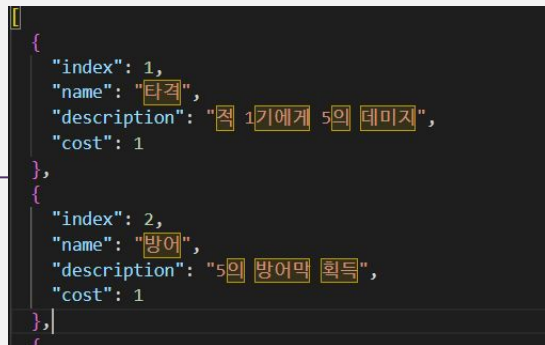 [
{
"index": 1,
"name": "타격",
"description": "적 1기에게 5의 데미지",
"cost": 1
},
{
"index": 2,
"name": "방어",
"description": "5의 방어막 획득",
"cost": 1
},
{